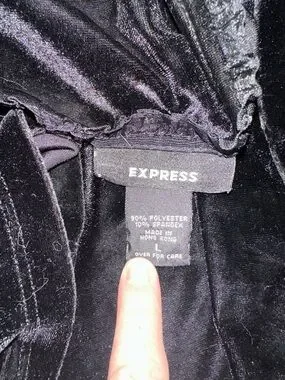 EXPRESS
90% POLYESTER
10% SPANDEX
MADE IN
HONG KONG
L
OVER FOR CARE